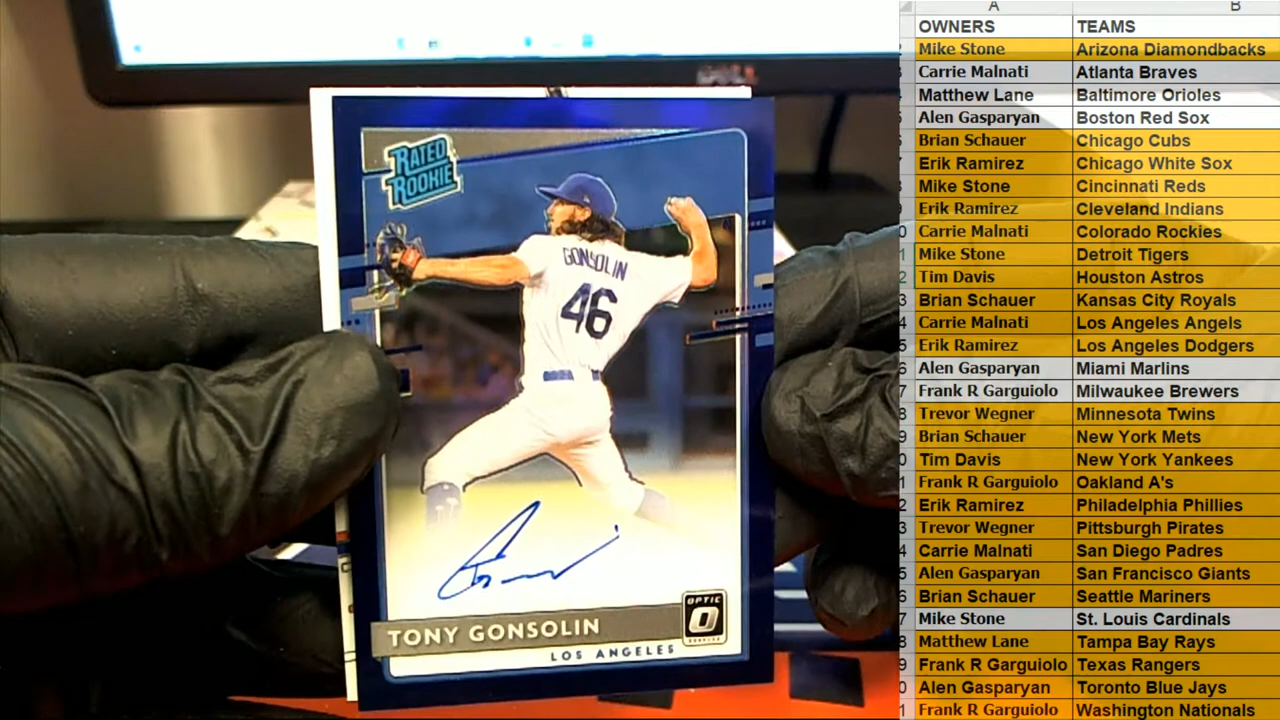 DELL
RATED
ROOKIE
GONSOLIN
46
OPTIC
TONY GONSOLIN
LOS ANGELES
A B
OWNERS TEAMS
Mike Stone Arizona Diamondbacks
Carrie Malnati Atlanta Braves
Matthew Lane Baltimore Orioles
Alen Gasparyan Boston Red Sox
Brian Schauer Chicago Cubs
Erik Ramirez Chicago White Sox
Mike Stone Cincinnati Reds
Erik Ramirez Cleveland Indians
Carrie Malnati Colorado Rockies
Mike Stone Detroit Tigers
Tim Davis Houston Astros
Brian Schauer Kansas City Royals
Carrie Malnati Los Angeles Angels
Erik Ramirez Los Angeles Dodgers
Alen Gasparyan Miami Marlins
Frank R Garguiolo Milwaukee Brewers
Trevor Wegner Minnesota Twins
Brian Schauer New York Mets
Tim Davis New York Yankees
Frank R Garguiolo Oakland A's
Erik Ramirez Philadelphia Phillies
Trevor Wegner Pittsburgh Pirates
Carrie Malnati San Diego Padres
Alen Gasparyan San Francisco Giants
Brian Schauer Seattle Mariners
Mike Stone St. Louis Cardinals
Matthew Lane Tampa Bay Rays
Frank R Garguiolo Texas Rangers
Alen Gasparyan Toronto Blue Jays
Frank R Garguiolo Washington Nationals